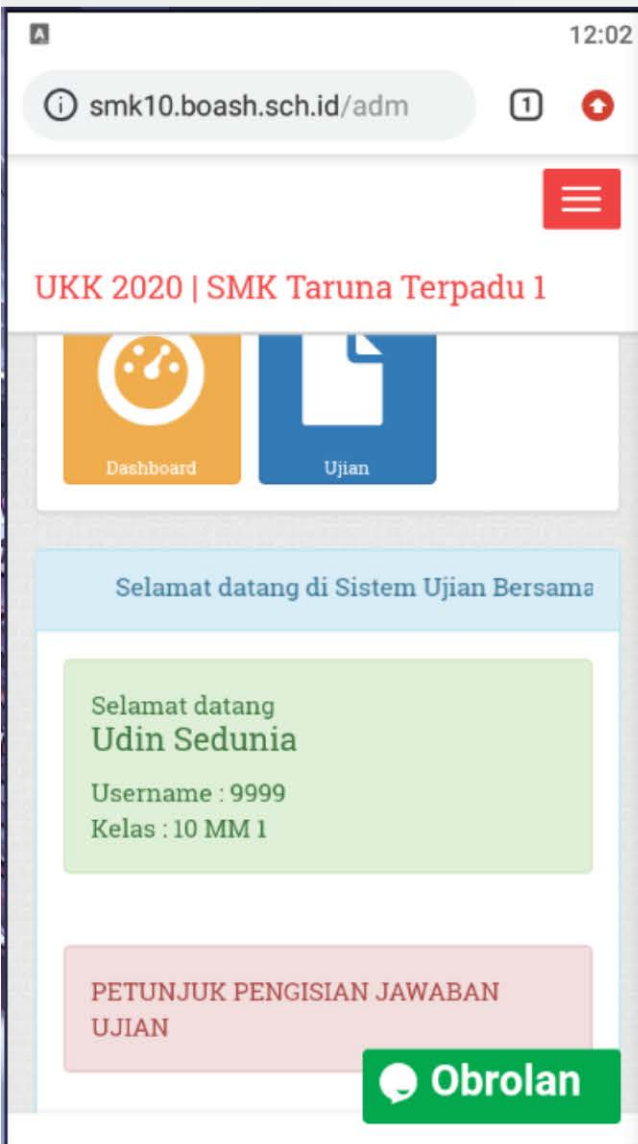 A
12:02
smk10.boash.sch.id/adm
1
UKK 2020 | SMK Taruna Terpadu 1
Dashboard
Ujian
Selamat datang di Sistem Ujian Bersama
Selamat datang
Udin Sedunia
Username : 9999
Kelas : 10 MM 1
PETUNJUK PENGISIAN JAWABAN
UJIAN
Obrolan